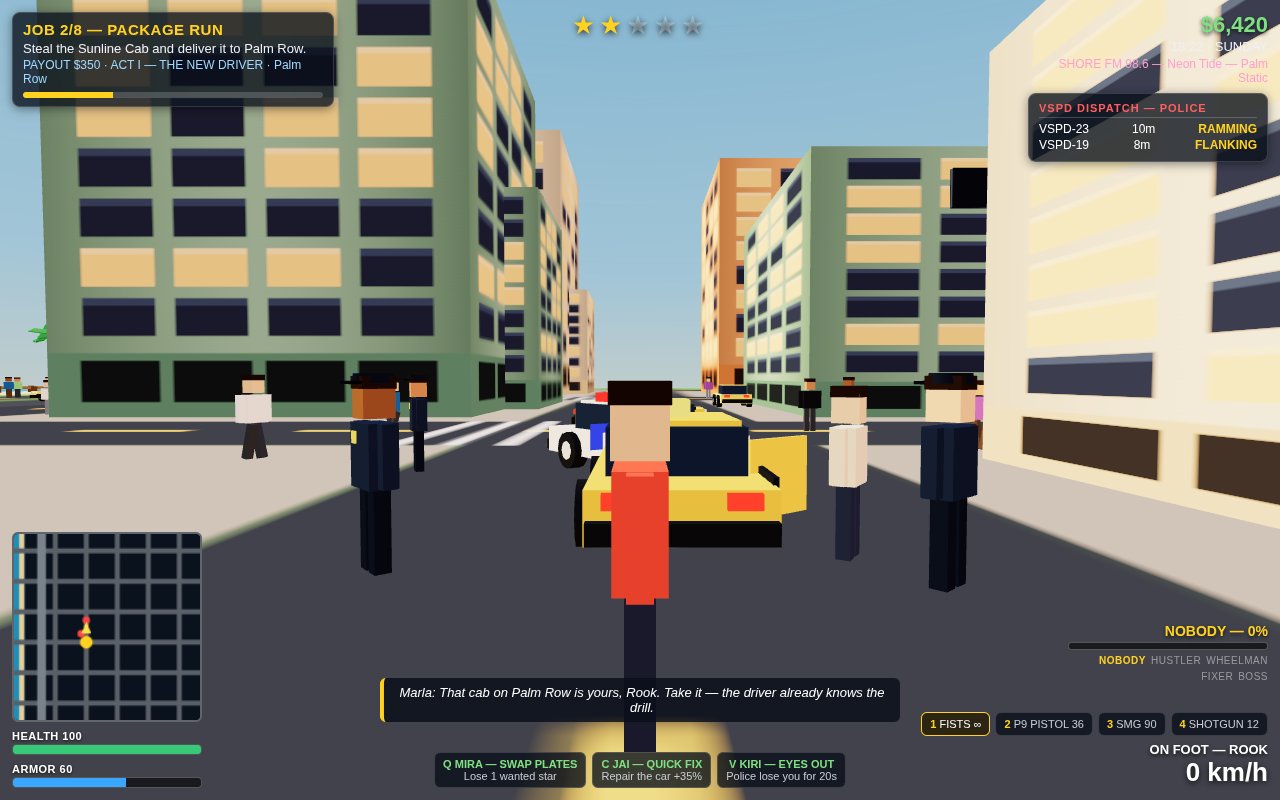 JOB 2/8 — PACKAGE RUN
Steal the Sunline Cab and deliver it to Palm Row.
PAYOUT $350 · ACT I — THE NEW DRIVER · Palm
Row
$6,420
SUNDAY
SHORE FM 98.6 — Neon Tide — Palm
Static
VSPD DISPATCH — POLICE
VSPD-23 10m RAMMING
VSPD-19 8m FLANKING
NOBODY — 0%
NOBODY HUSTLER WHEELMAN
FIXER BOSS
Marla: That cab on Palm Row is yours, Rook. Take it — the driver already knows the
drill.
1 FISTS ∞ 2 P9 PISTOL 36 3 SMG 90 4 SHOTGUN 12
HEALTH 100
ARMOR 60
Q MIRA — SWAP PLATES
Lose 1 wanted star
C JAI — QUICK FIX
Repair the car +35%
V KIRI — EYES OUT
Police lose you for 20s
ON FOOT — ROOK
0 km/h